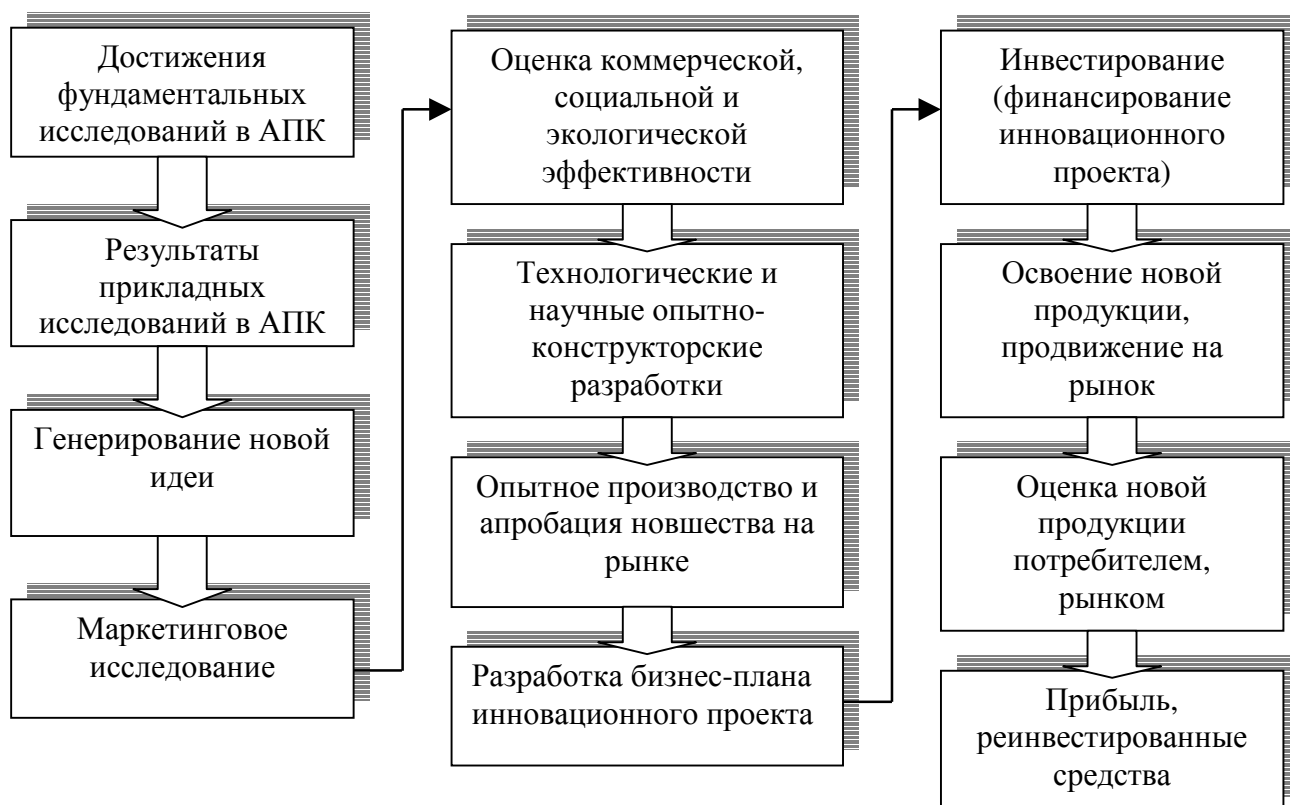 Достижения
фундаментальных
исследований в АПК
Результаты
прикладных
исследований в АПК
Генерирование новой
идеи
Маркетинговое
исследование
Оценка коммерческой,
социальной и
экологической
эффективности
Технологические и
научные опытно-
конструкторские
разработки
Опытное производство и
апробация новшества на
рынке
Разработка бизнес-плана
инновационного проекта
Инвестирование
(финансирование
инновационного
проекта)
Освоение новой
продукции,
продвижение на
рынок
Оценка новой
продукции
потребителем,
рынком
Прибыль,
реинвестированные
средства